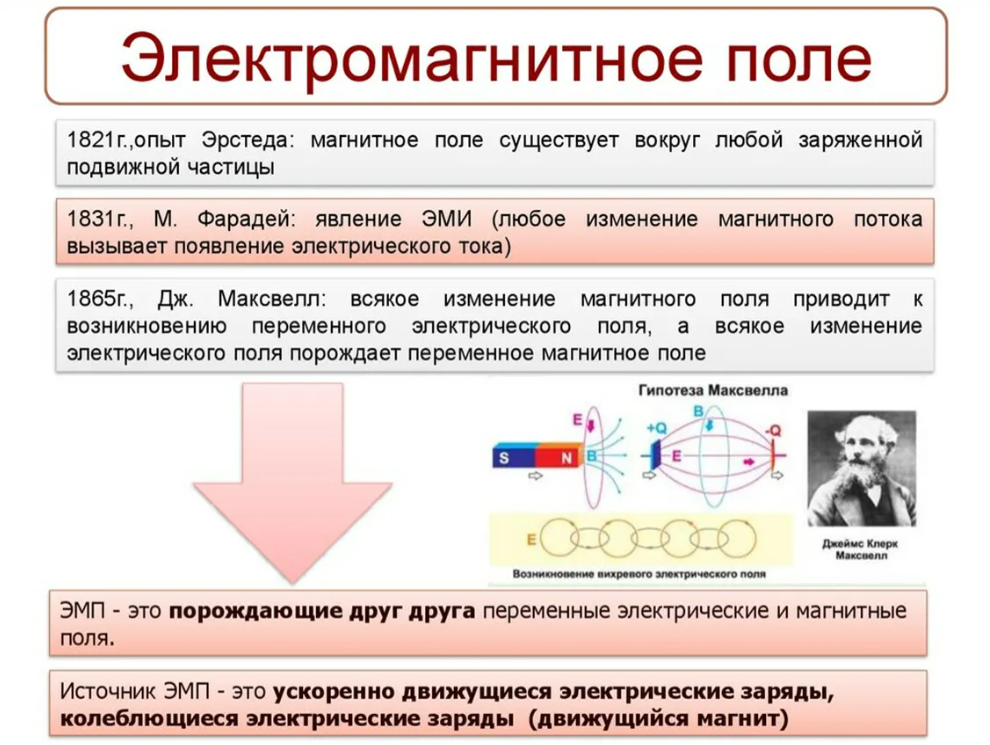 Электромагнитное поле
1821г.,опыт Эрстеда: магнитное поле существует вокруг любой заряженной
подвижной частицы
1831г., М. Фарадей: явление ЭМИ (любое изменение магнитного потока
вызывает появление электрического тока)
1865г., Дж. Максвелл: всякое изменение магнитного поля приводит к
возникновению переменного электрического поля, а всякое изменение
электрического поля порождает переменное магнитное поле
Гипотеза Максвелла
E
S N B
B
+Q -Q
E
E
Возникновение вихревого электрического поля
Джеймс Клерк
Максвелл
ЭМП - это порождающие друг друга переменные электрические и магнитные
поля.
Источник ЭМП - это ускоренно движущиеся электрические заряды,
колеблющиеся электрические заряды (движущийся магнит)